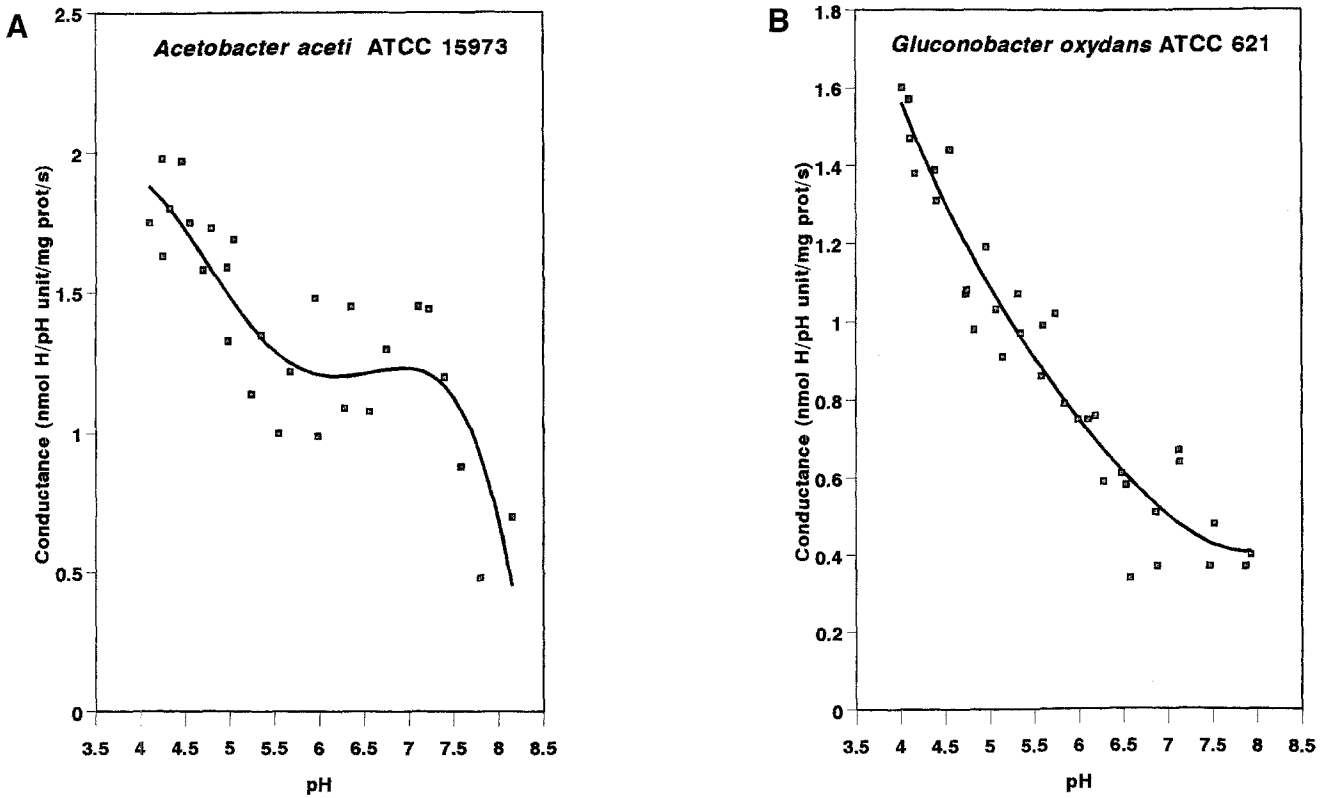 A
Acetobacter aceti ATCC 15973
Conductance (nmol H/pH unit/mg prot/s)
2.5
2
1.5
1
0.5
0
3.5 4 4.5 5 5.5 6 6.5 7 7.5 8 8.5
pH
B
Gluconobacter oxydans ATCC 621
Conductance (nmol H/pH unit/mg prot/s)
1.8
1.6
1.4
1.2
1
0.8
0.6
0.4
0.2
0
3.5 4 4.5 5 5.5 6 6.5 7 7.5 8 8.5
pH